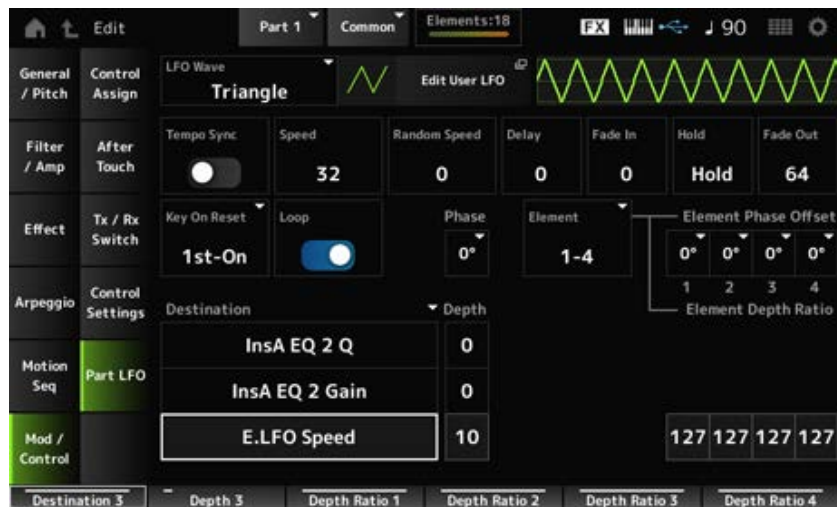 Edit
Part 1
Common
Elements:18
FX
♩ 90
General / Pitch
Control Assign
LFO Wave
Triangle
Edit User LFO
Filter / Amp
After Touch
Tempo Sync
Speed
32
Random Speed
0
Delay
0
Fade In
0
Hold
Hold
Fade Out
64
Effect
Tx / Rx Switch
Key On Reset
1st-On
Loop
Phase
0°
Element
1-4
Element Phase Offset
0° 0° 0° 0°
1 2 3 4
Element Depth Ratio
Arpeggio
Control Settings
Destination
Depth
InsA EQ 2 Q
0
Motion Seq
Part LFO
InsA EQ 2 Gain
0
Mod / Control
E.LFO Speed
10
127 127 127 127
Destination 3
Depth 3
Depth Ratio 1
Depth Ratio 2
Depth Ratio 3
Depth Ratio 4